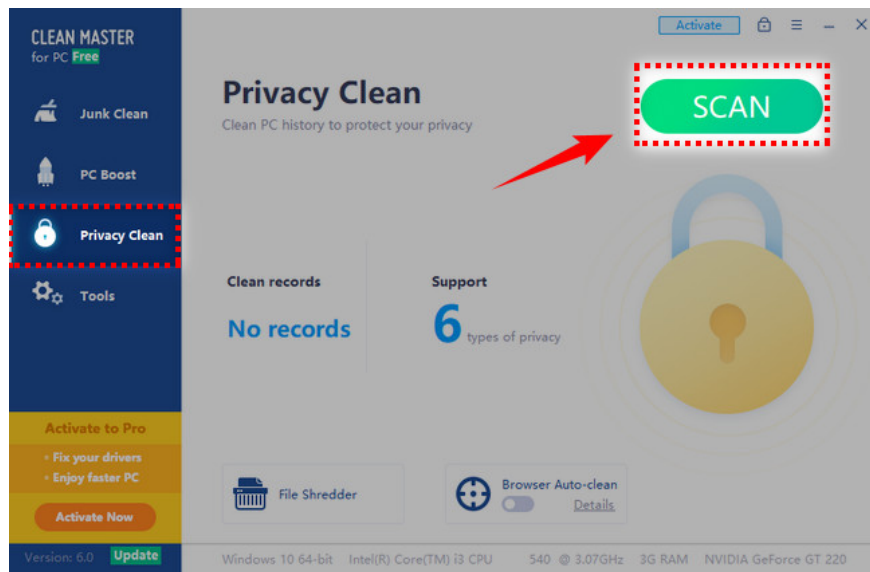 CLEAN MASTER
for PC Free
Activate
Junk Clean
PC Boost
Privacy Clean
Tools
Privacy Clean
Clean PC history to protect your privacy
SCAN
Clean records
No records
Support
6 types of privacy
Activate to Pro
• Fix your drivers
• Enjoy faster PC
Activate Now
File Shredder
Browser Auto-clean
Details
Version: 6.0 Update
Windows 10 64-bit Intel(R) Core(TM) i3 CPU 540 @ 3.07GHz 3G RAM NVIDIA GeForce GT 220